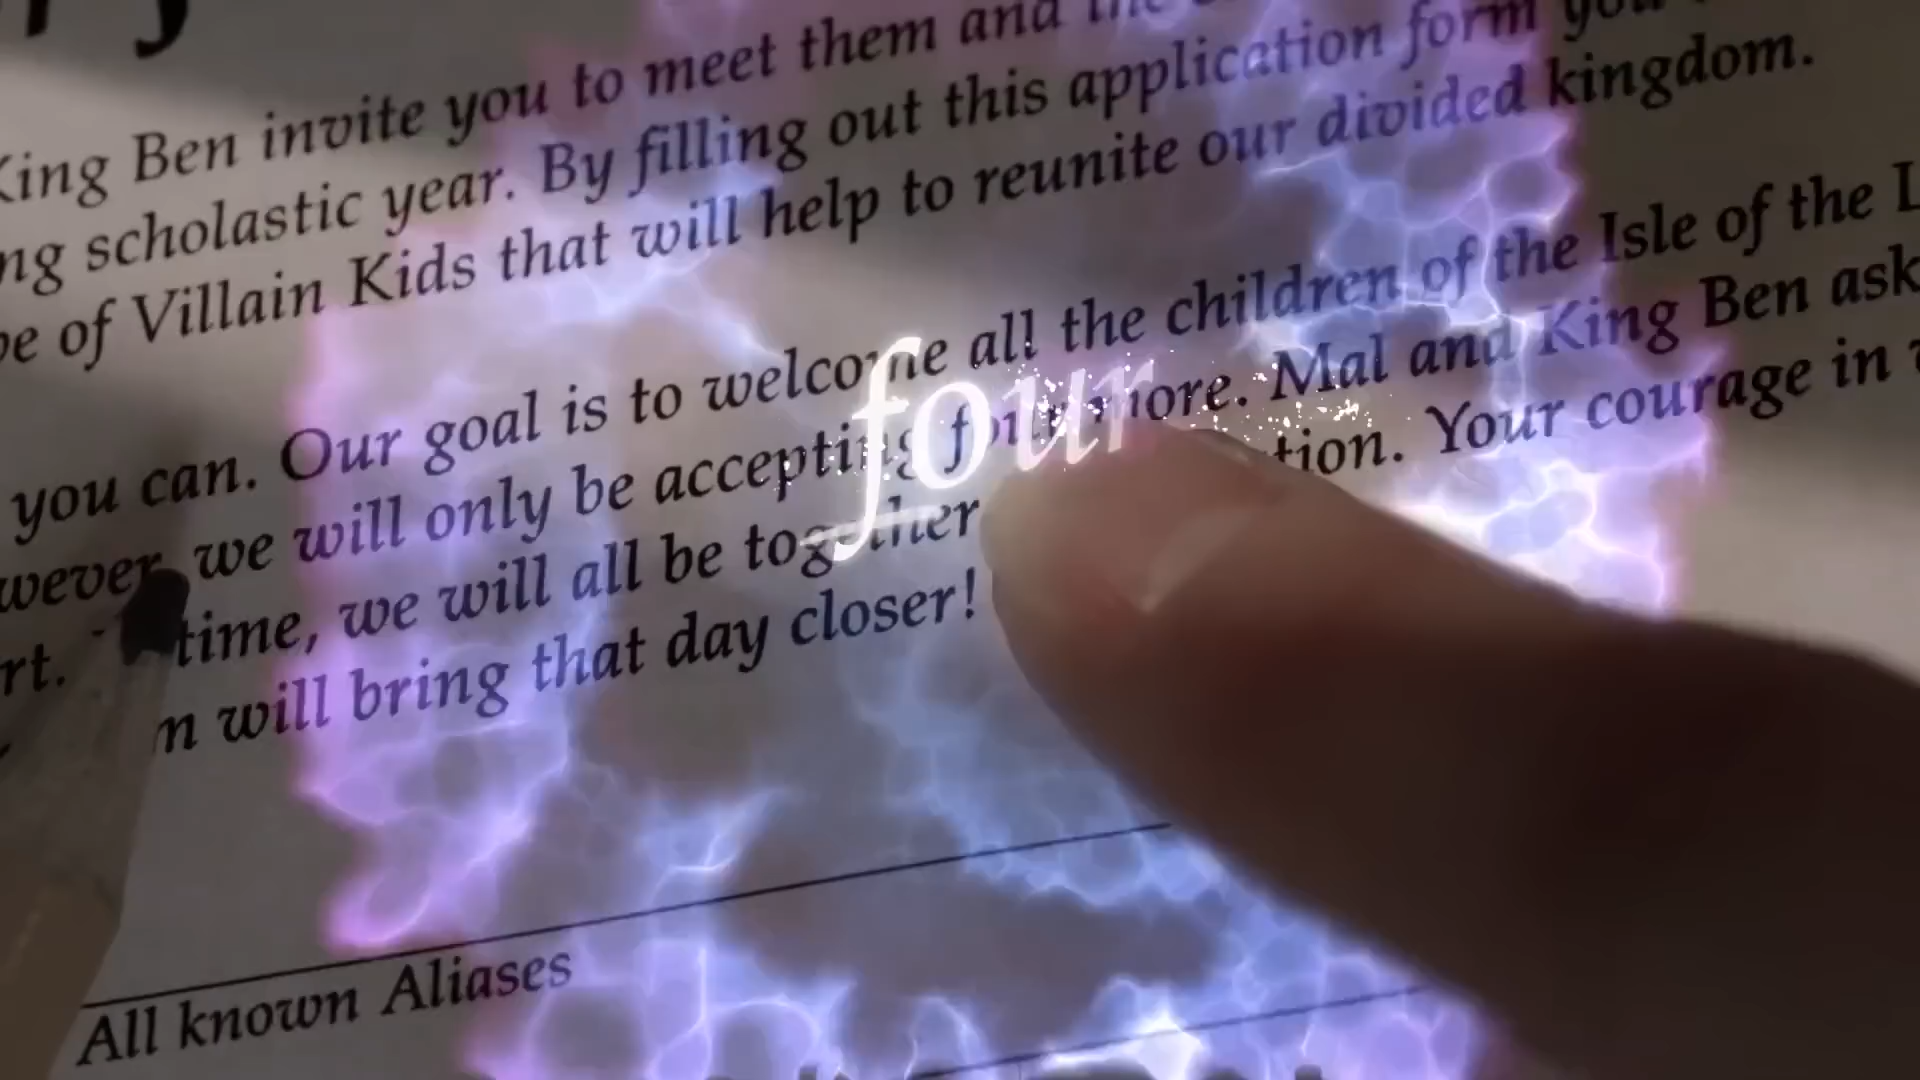 King Ben invite you to meet them and the
ng scholastic year. By filling out this application form you
pe of Villain Kids that will help to reunite our divided kingdom.
you can. Our goal is to welcome all the children of the Isle of the L
wever, we will only be accepting four more. Mal and King Ben ask
rt. time, we will all be together tion. Your courage in
n will bring that day closer!
four
All known Aliases